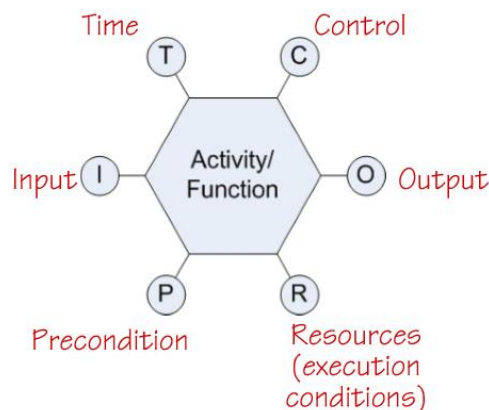 Time
Control
T
C
Input
I
Activity/
Function
O
Output
P
R
Precondition
Resources
(execution
conditions)